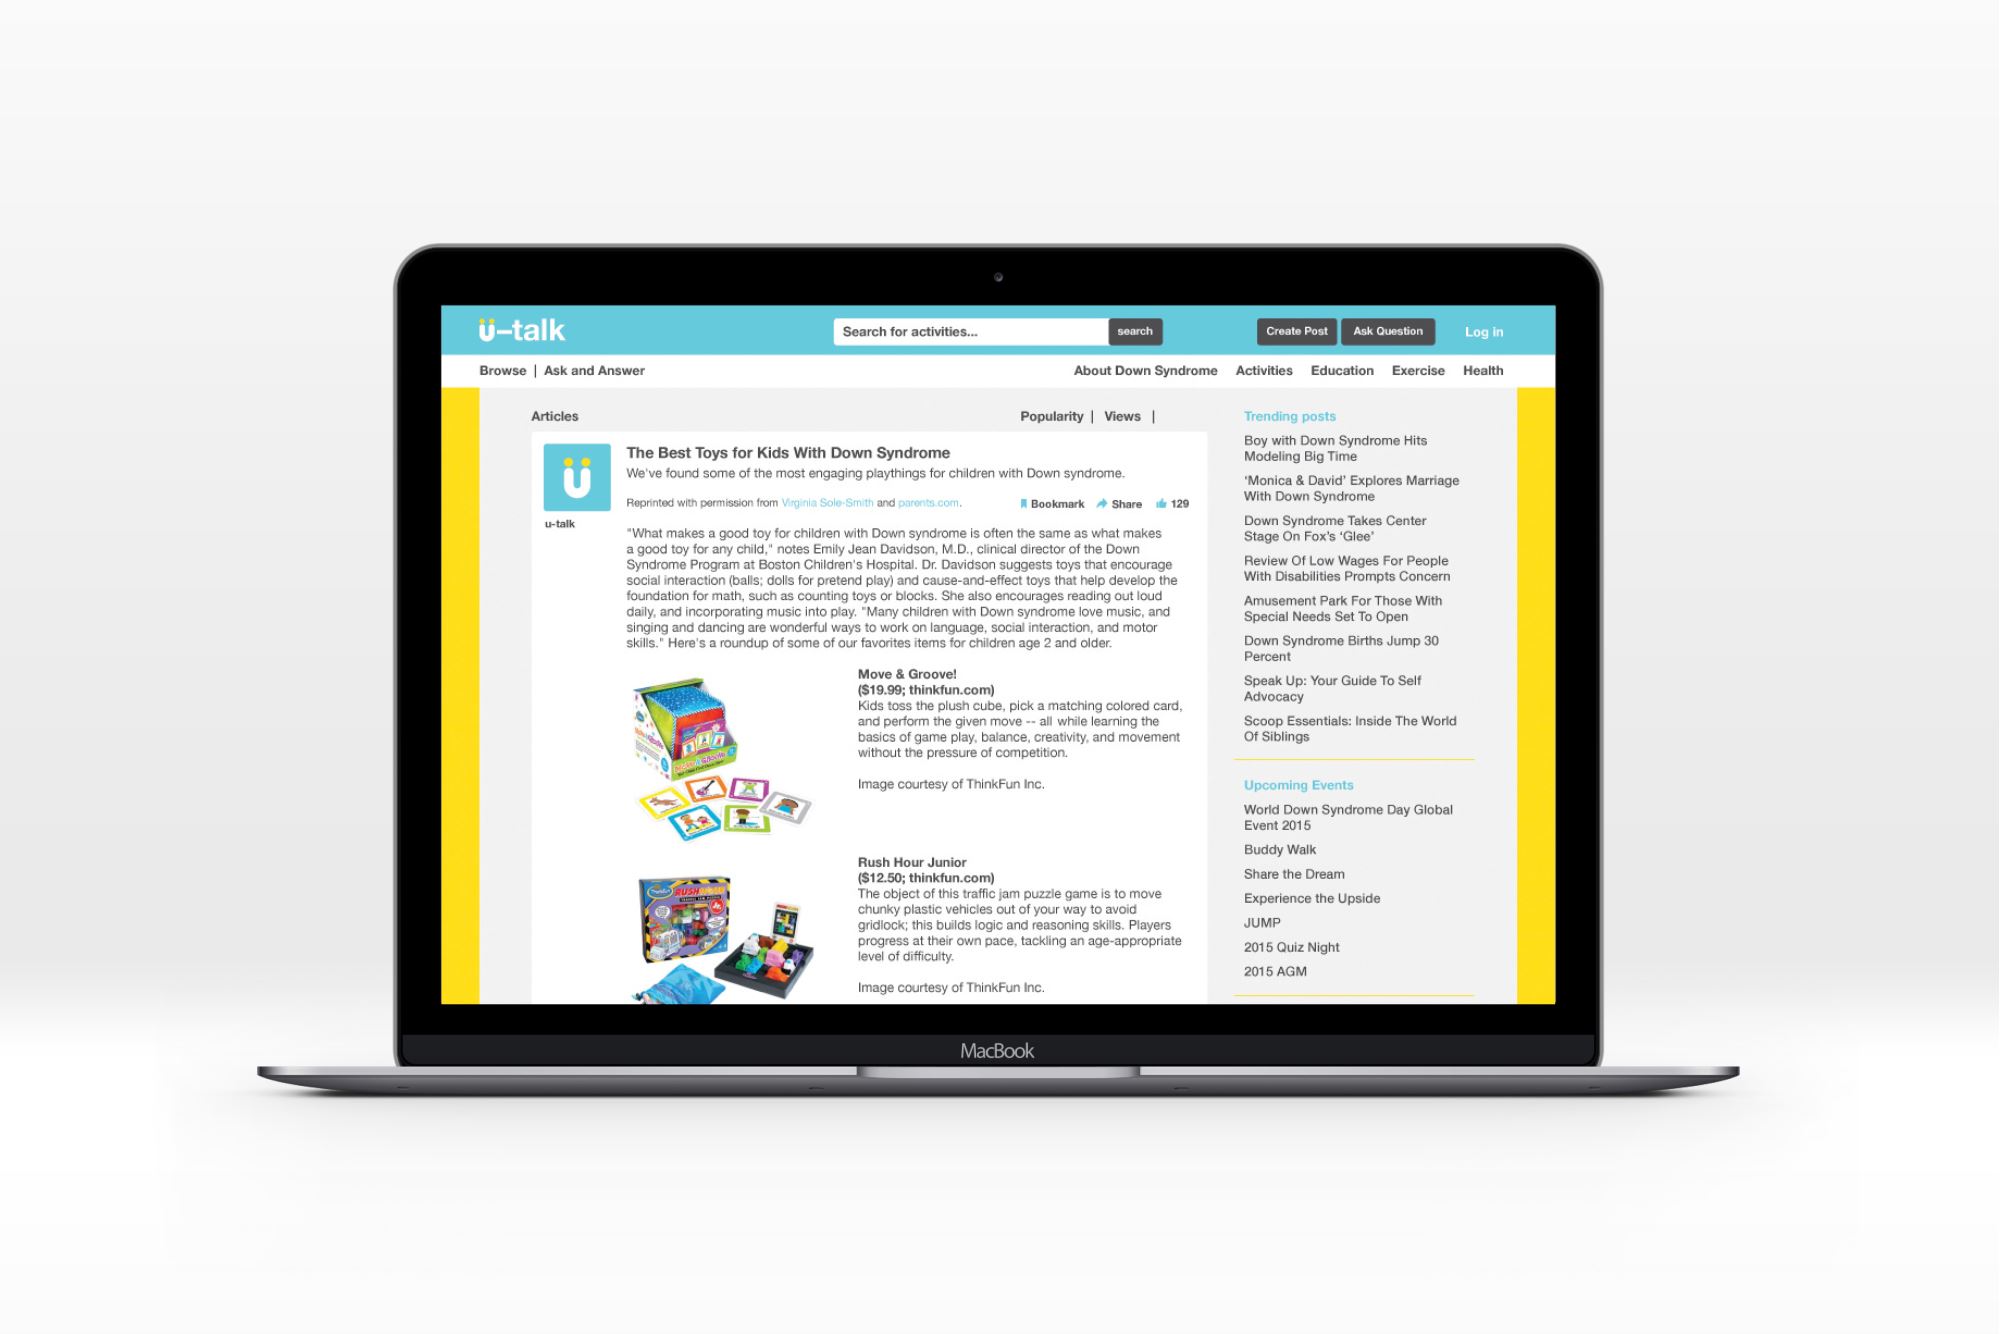 ü-talk
Search for activities...
search
Create Post
Ask Question
Log in
Browse | Ask and Answer
About Down Syndrome
Activities
Education
Exercise
Health
Articles
Popularity |
Views |
ü
u-talk
The Best Toys for Kids With Down Syndrome
We've found some of the most engaging playthings for children with Down syndrome.
Reprinted with permission from Virginia Sole-Smith and parents.com.
Bookmark
Share
129
"What makes a good toy for children with Down syndrome is often the same as what makes
a good toy for any child," notes Emily Jean Davidson, M.D., clinical director of the Down
Syndrome Program at Boston Children's Hospital. Dr. Davidson suggests toys that encourage
social interaction (balls; dolls for pretend play) and cause-and-effect toys that help develop the
foundation for math, such as counting toys or blocks. She also encourages reading out loud
daily, and incorporating music into play. "Many children with Down syndrome love music, and
singing and dancing are wonderful ways to work on language, social interaction, and motor
skills." Here's a roundup of some of our favorites items for children age 2 and older.
Move & Groove!
($19.99; thinkfun.com)
Kids toss the plush cube, pick a matching colored card,
and perform the given move -- all while learning the
basics of game play, balance, creativity, and movement
without the pressure of competition.
Image courtesy of ThinkFun Inc.
Rush Hour Junior
($12.50; thinkfun.com)
The object of this traffic jam puzzle game is to move
chunky plastic vehicles out of your way to avoid
gridlock; this builds logic and reasoning skills. Players
progress at their own pace, tackling an age-appropriate
level of difficulty.
Image courtesy of ThinkFun Inc.
Trending posts
Boy with Down Syndrome Hits
Modeling Big Time
‘Monica & David’ Explores Marriage
With Down Syndrome
Down Syndrome Takes Center
Stage On Fox’s ‘Glee’
Review Of Low Wages For People
With Disabilities Prompts Concern
Amusement Park For Those With
Special Needs Set To Open
Down Syndrome Births Jump 30
Percent
Speak Up: Your Guide To Self
Advocacy
Scoop Essentials: Inside The World
Of Siblings
Upcoming Events
World Down Syndrome Day Global
Event 2015
Buddy Walk
Share the Dream
Experience the Upside
JUMP
2015 Quiz Night
2015 AGM
MacBook